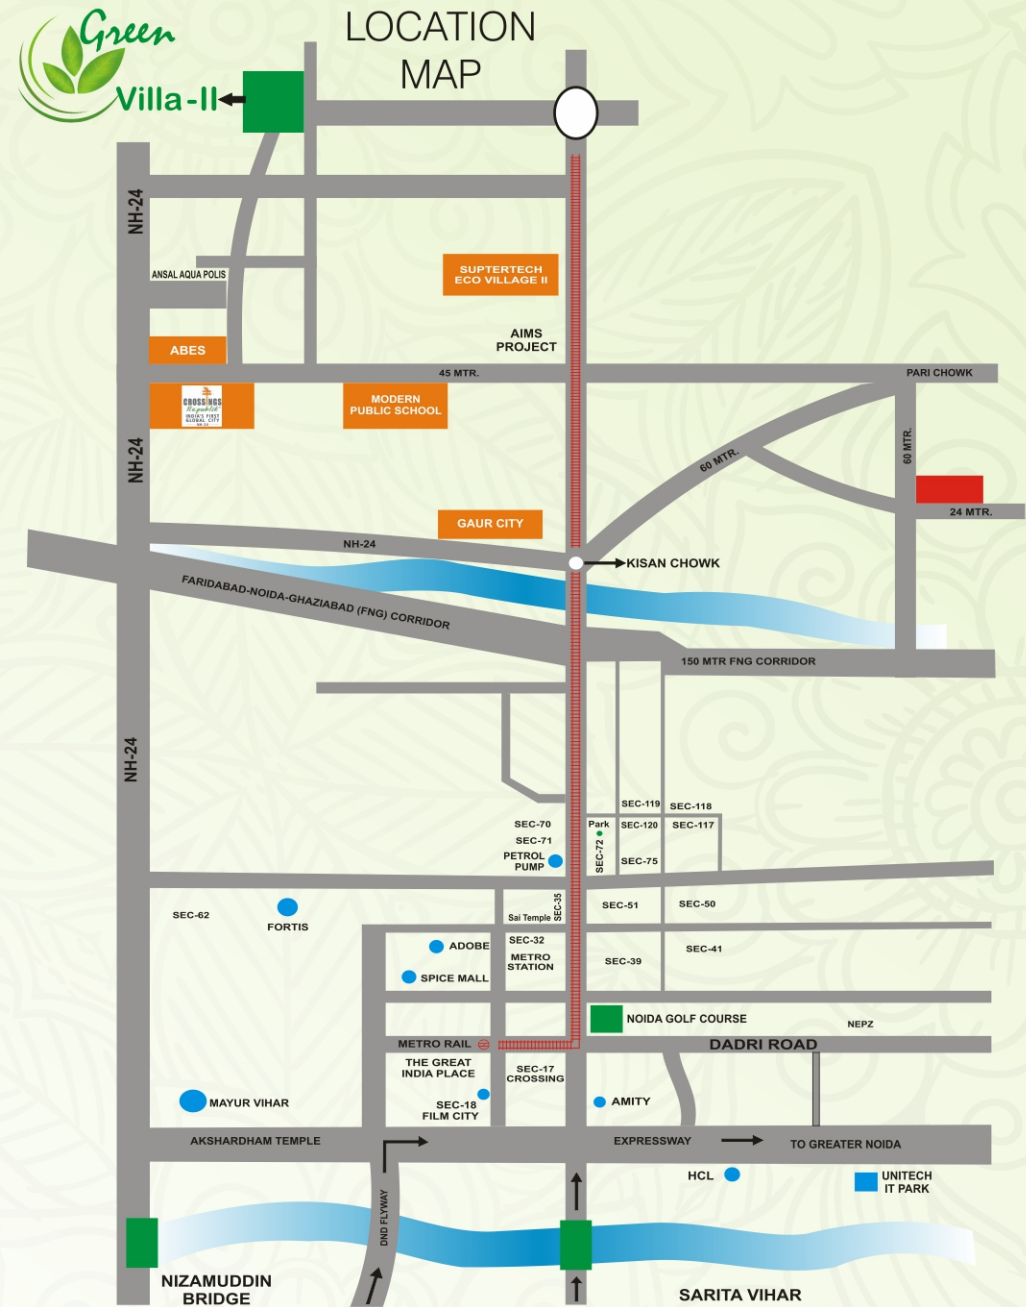 LOCATION
MAP
Green
Villa-II
NH-24
ANSAL AQUA POLIS
SUPTERTECH
ECO VILLAGE II
AIMS
PROJECT
ABES
45 MTR.
PARI CHOWK
CROSSINGS
Republik
INDIA'S FIRST
GLOBAL CITY
MODERN
PUBLIC SCHOOL
NH-24
60 MTR.
60 MTR.
24 MTR.
GAUR CITY
NH-24
KISAN CHOWK
FARIDABAD-NOIDA-GHAZIABAD (FNG) CORRIDOR
150 MTR FNG CORRIDOR
NH-24
SEC-119
SEC-118
SEC-70
Park
SEC-120
SEC-117
SEC-71
SEC-72
PETROL
PUMP
SEC-75
SEC-62
FORTIS
Sai Temple
SEC-35
SEC-51
SEC-50
ADOBE
SEC-32
METRO
STATION
SEC-39
SEC-41
SPICE MALL
NOIDA GOLF COURSE
NEPZ
METRO RAIL
DADRI ROAD
THE GREAT
INDIA PLACE
SEC-17
CROSSING
MAYUR VIHAR
SEC-18
FILM CITY
AMITY
AKSHARDHAM TEMPLE
EXPRESSWAY
TO GREATER NOIDA
HCL
UNITECH
IT PARK
DND FLYWAY
NIZAMUDDIN
BRIDGE
SARITA VIHAR